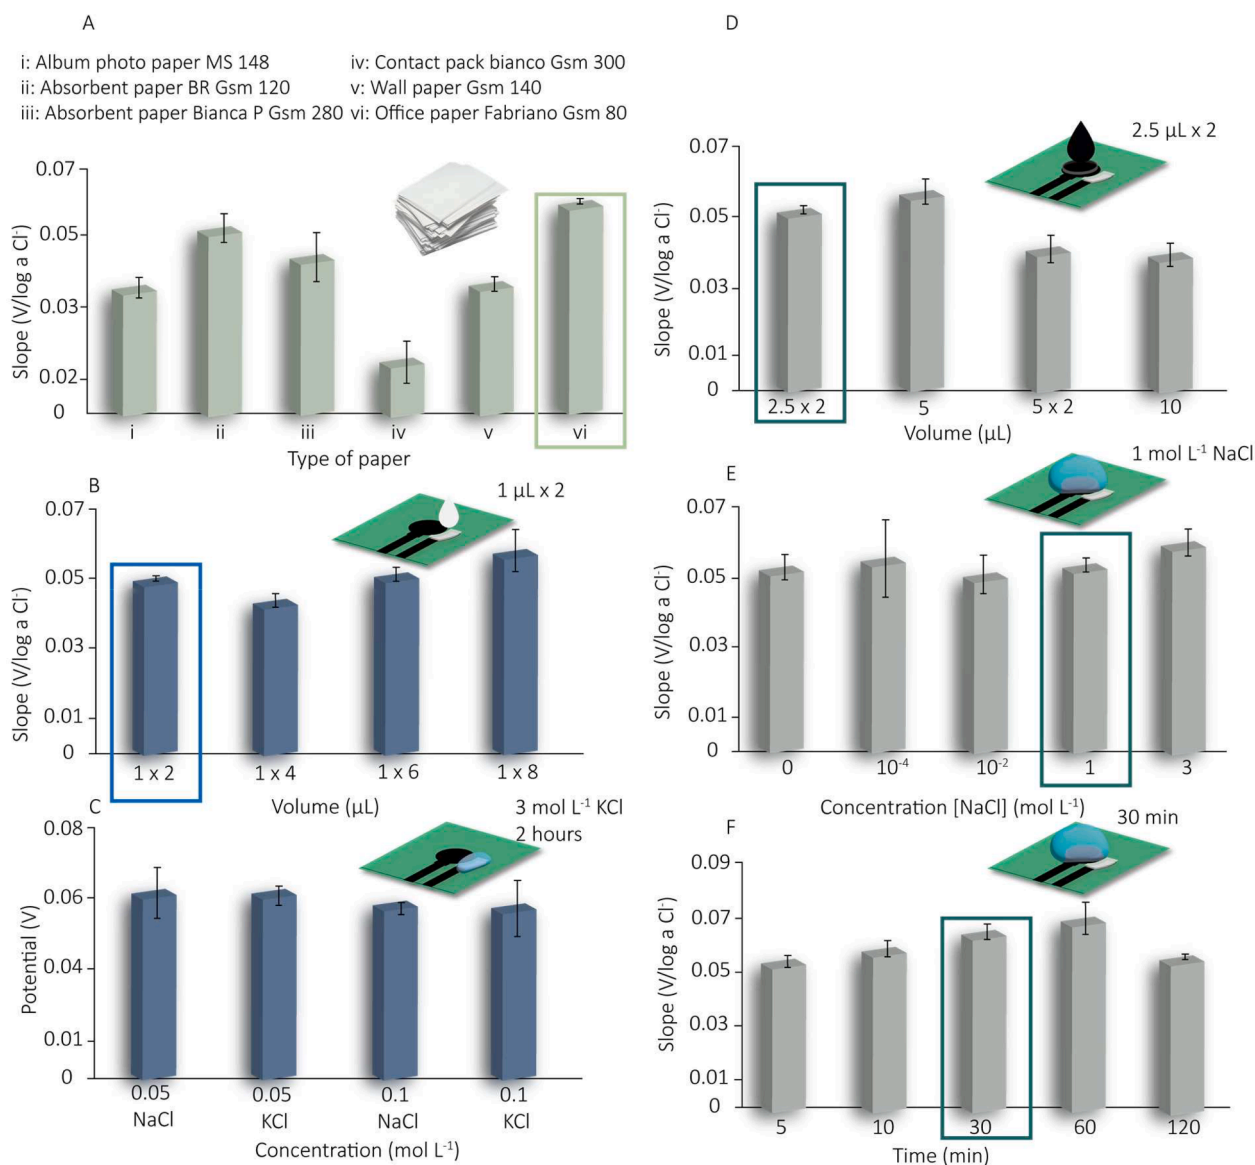 A
i: Album photo paper MS 148
iv: Contact pack bianco Gsm 300
ii: Absorbent paper BR Gsm 120
v: Wall paper Gsm 140
iii: Absorbent paper Bianca P Gsm 280
vi: Office paper Fabriano Gsm 80
Slope (V/log a Cl⁻)
0.07
0.05
0.03
0.02
0
i
ii
iii
iv
v
vi
Type of paper
B
1 µL x 2
Slope (V/log a Cl⁻)
0.07
0.05
0.03
0.01
0
1 x 2
1 x 4
1 x 6
1 x 8
Volume (µL)
C
3 mol L⁻¹ KCl
2 hours
Potential (V)
0.08
0.06
0.04
0.01
0
0.05
NaCl
0.05
KCl
0.1
NaCl
0.1
KCl
Concentration (mol L⁻¹)
D
2.5 µL x 2
Slope (V/log a Cl⁻)
0.07
0.05
0.03
0.01
0
2.5 x 2
5
5 x 2
10
Volume (µL)
E
1 mol L⁻¹ NaCl
Slope (V/log a Cl⁻)
0.07
0.05
0.03
0.01
0
0
10⁻⁴
10⁻²
1
3
Concentration [NaCl] (mol L⁻¹)
F
30 min
Slope (V/log a Cl⁻)
0.09
0.07
0.05
0.03
0.01
0
5
10
30
60
120
Time (min)